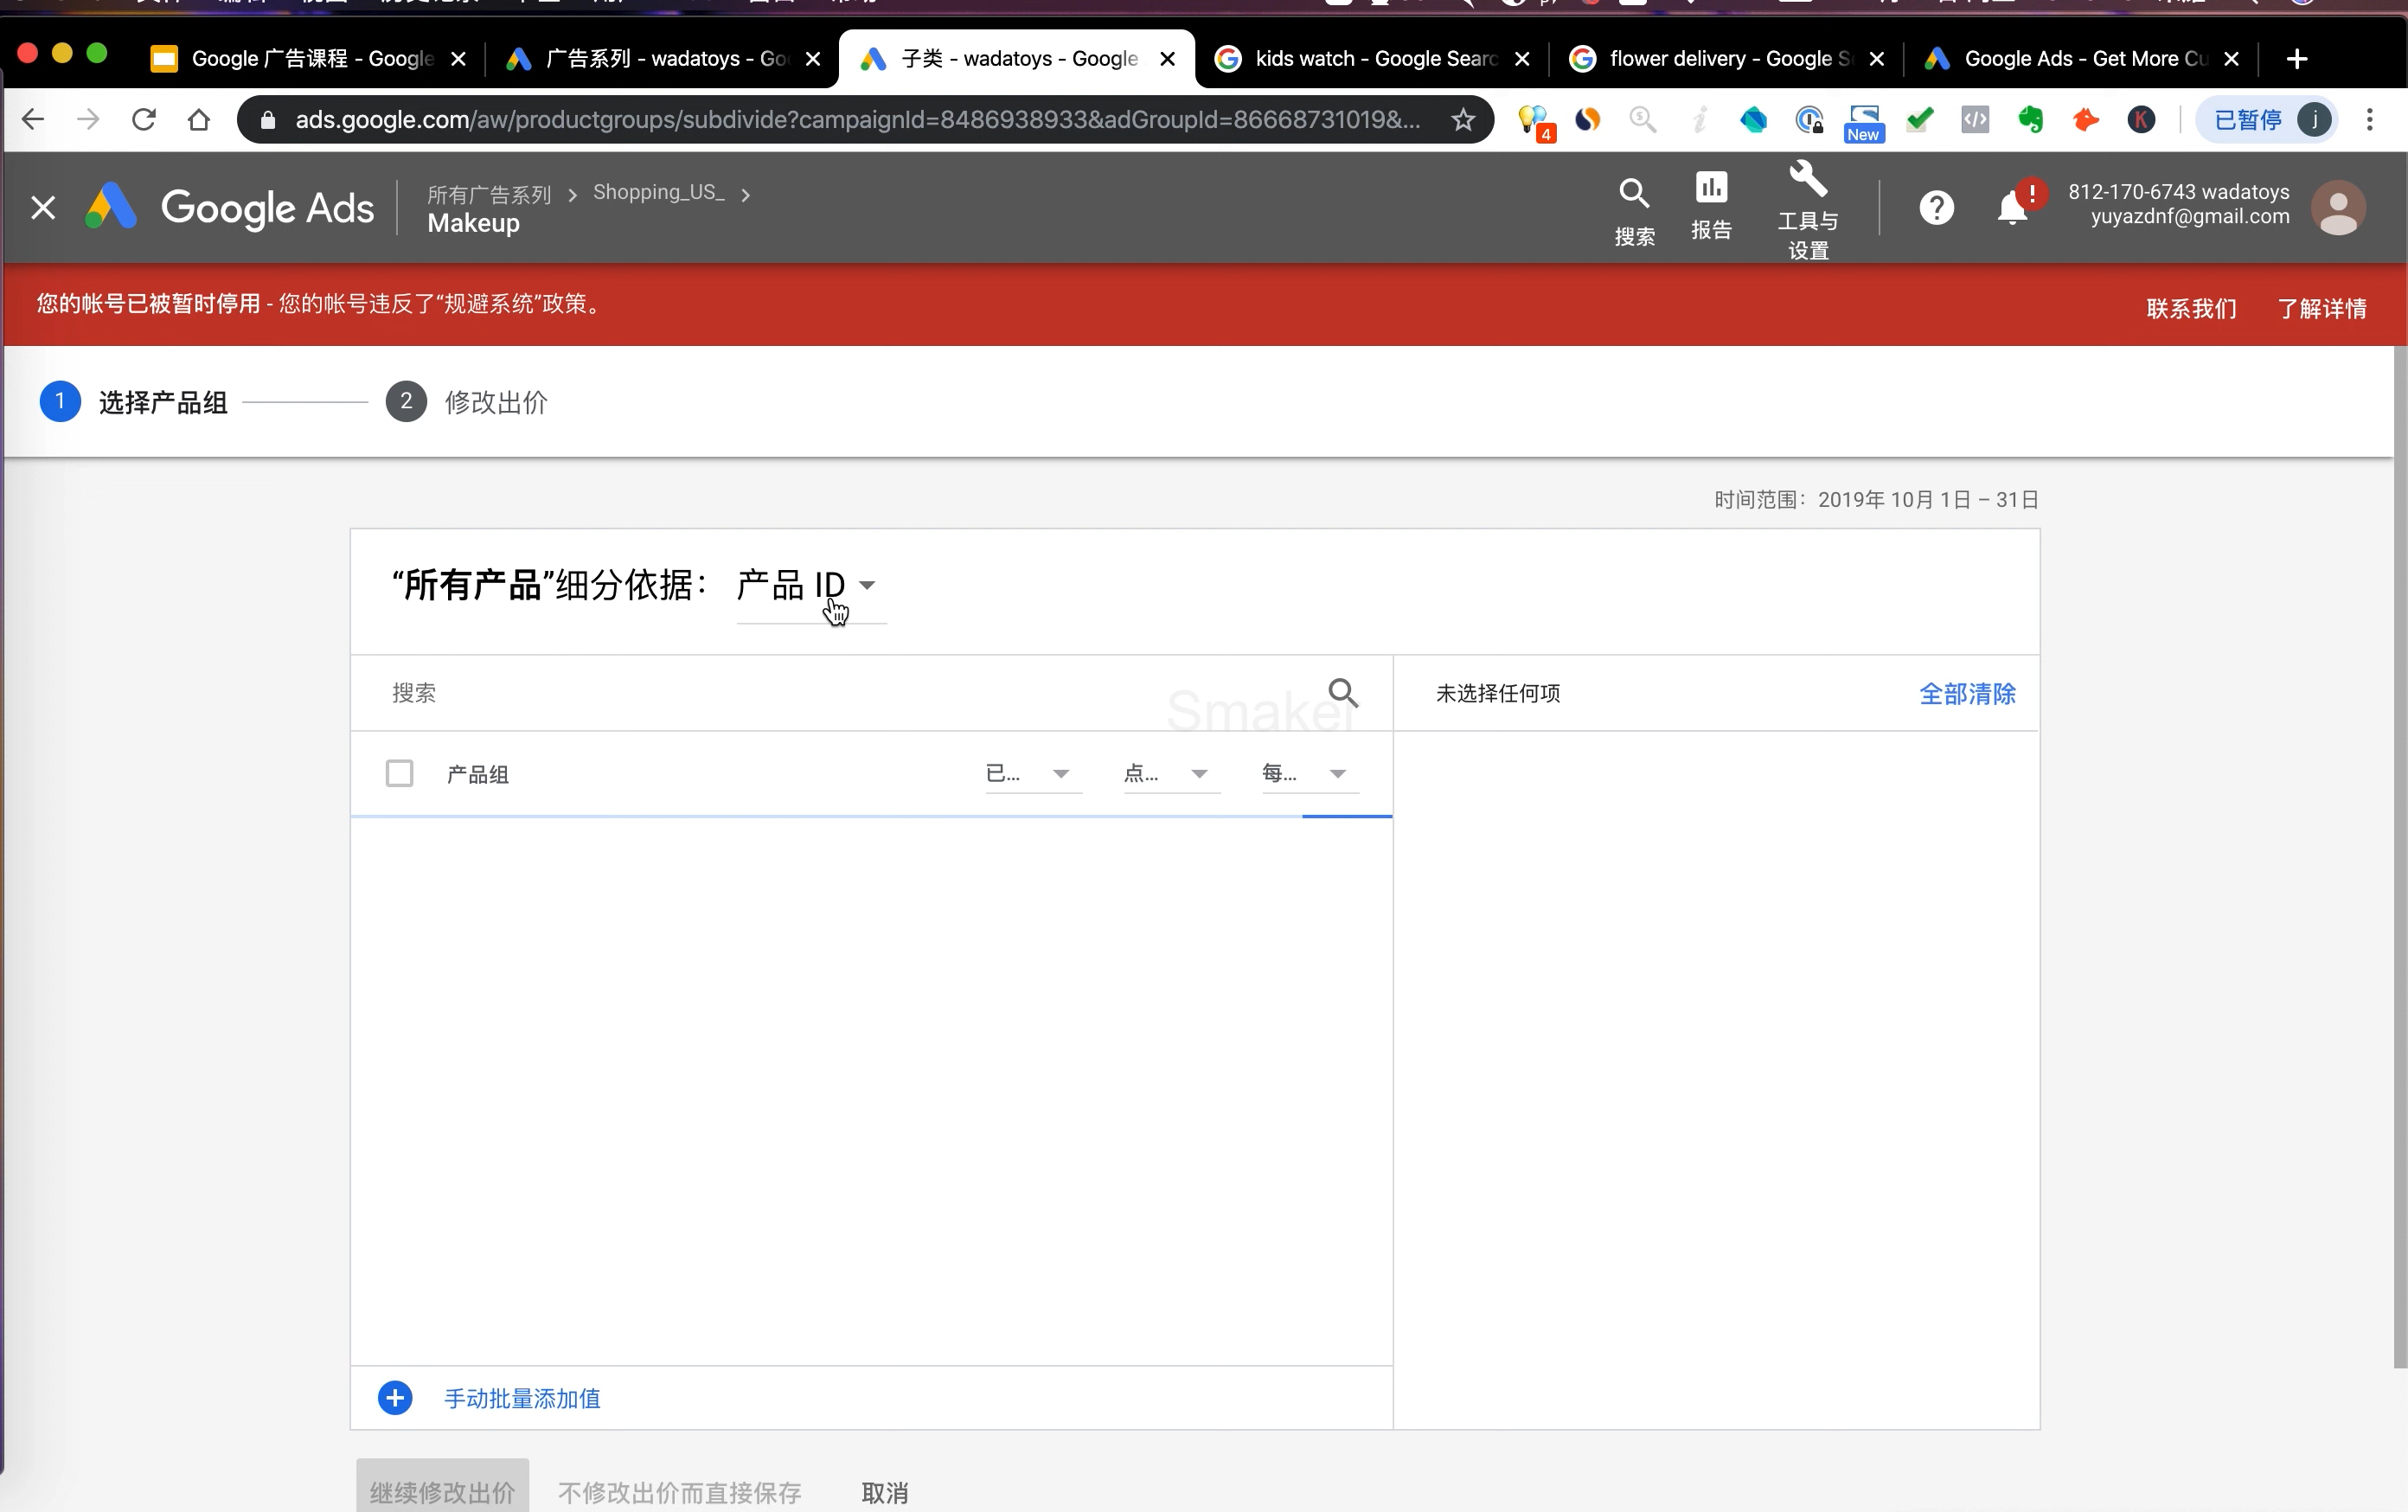 Google 广告课程 - Google
广告系列 - wadatoys - Go
子类 - wadatoys - Google
kids watch - Google Searc
flower delivery - Google S
Google Ads - Get More Cu
ads.google.com/aw/productgroups/subdivide?campaignId=8486938933&adGroupId=86668731019&...
4
New
K
已暂停
j
Google Ads
所有广告系列 > Shopping_US_ >
Makeup
搜索
报告
工具与
设置
812-170-6743 wadatoys
yuyazdnf@gmail.com
您的帐号已被暂时停用 - 您的帐号违反了“规避系统”政策。
联系我们
了解详情
1 选择产品组
2 修改出价
时间范围：2019年 10月 1日 – 31日
“所有产品”细分依据： 产品 ID
搜索
Smaker
未选择任何项
全部清除
产品组
已...
点...
每...
手动批量添加值
继续修改出价
不修改出价而直接保存
取消